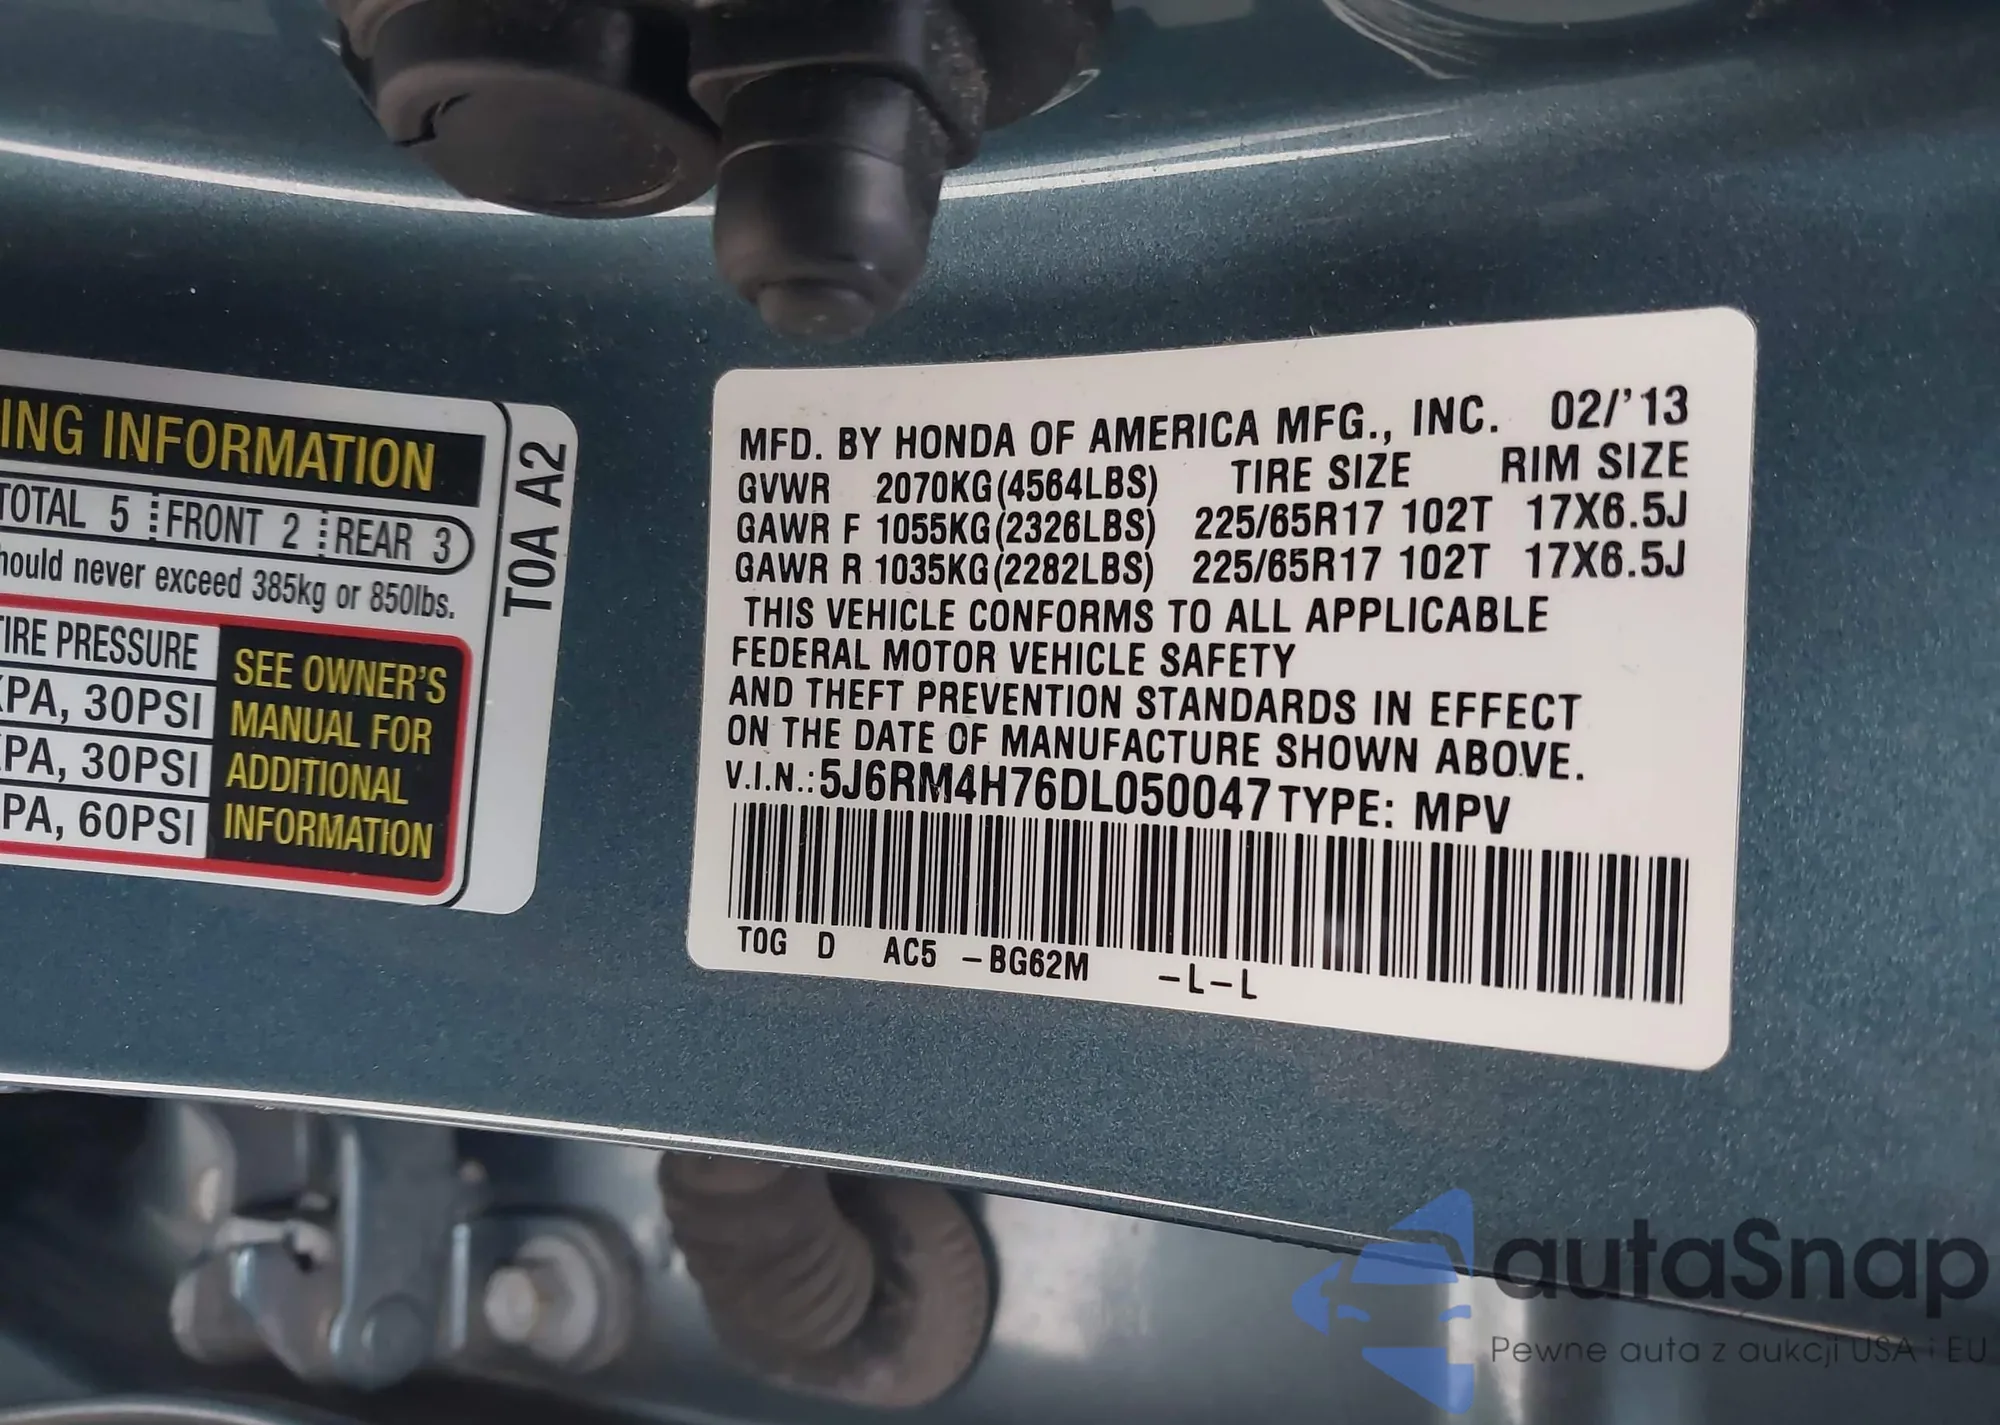 ING INFORMATION
TOTAL 5 FRONT 2 REAR 3
never exceed 385kg or 850lbs.
TIRE PRESSURE
KPA, 30PSI
KPA, 30PSI
PA, 60PSI
SEE OWNER'S
MANUAL FOR
ADDITIONAL
INFORMATION
T0A A2
MFD. BY HONDA OF AMERICA MFG., INC. 02/'13
GVWR 2070KG(4564LBS) TIRE SIZE RIM SIZE
GAWR F 1055KG(2326LBS) 225/65R17 102T 17X6.5J
GAWR R 1035KG(2282LBS) 225/65R17 102T 17X6.5J
THIS VEHICLE CONFORMS TO ALL APPLICABLE
FEDERAL MOTOR VEHICLE SAFETY
AND THEFT PREVENTION STANDARDS IN EFFECT
ON THE DATE OF MANUFACTURE SHOWN ABOVE.
V.I.N.:5J6RM4H76DL050047 TYPE: MPV
T0G D AC5 -BG62M -L-L
autaSnap
Pewne auta z aukcji USA i EU